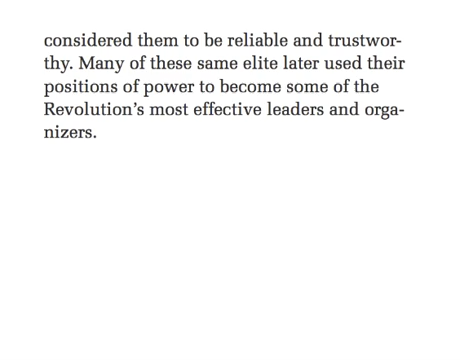 considered them to be reliable and trustwor-
thy. Many of these same elite later used their
positions of power to become some of the
Revolution’s most effective leaders and orga-
nizers.